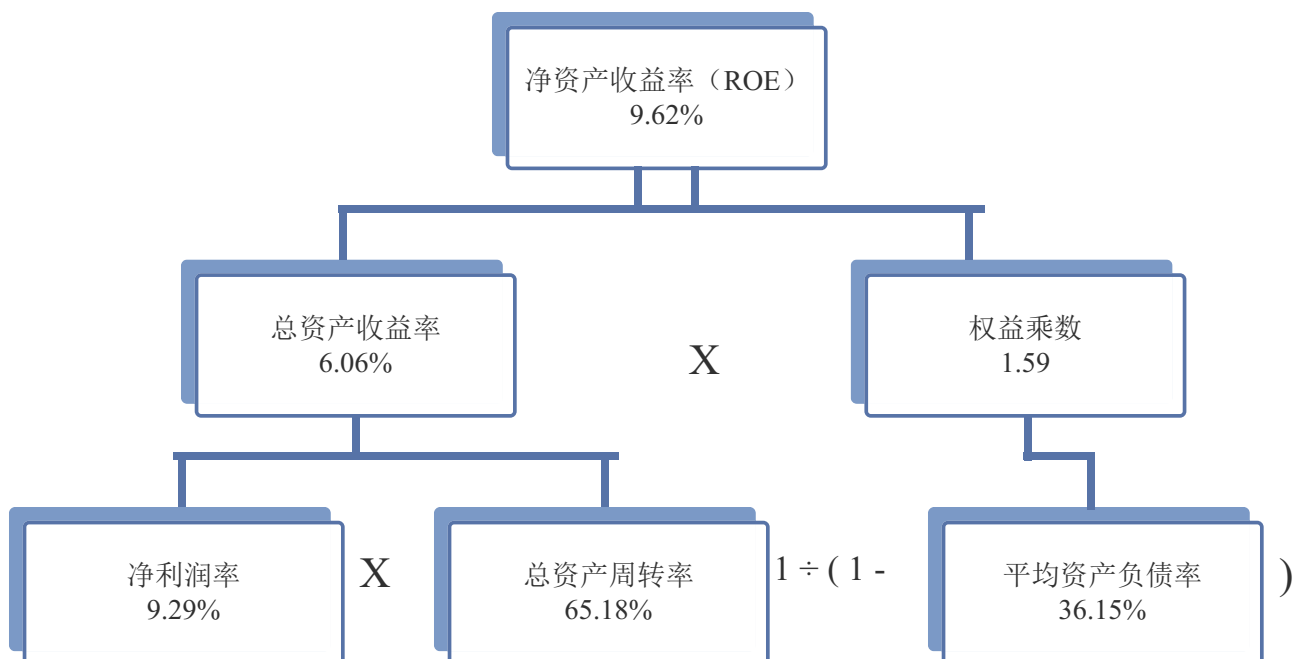 净资产收益率（ROE）
9.62%
总资产收益率
6.06%
X
权益乘数
1.59
净利润率
9.29%
X
总资产周转率
65.18%
1 ÷ ( 1 -
平均资产负债率
36.15%
)